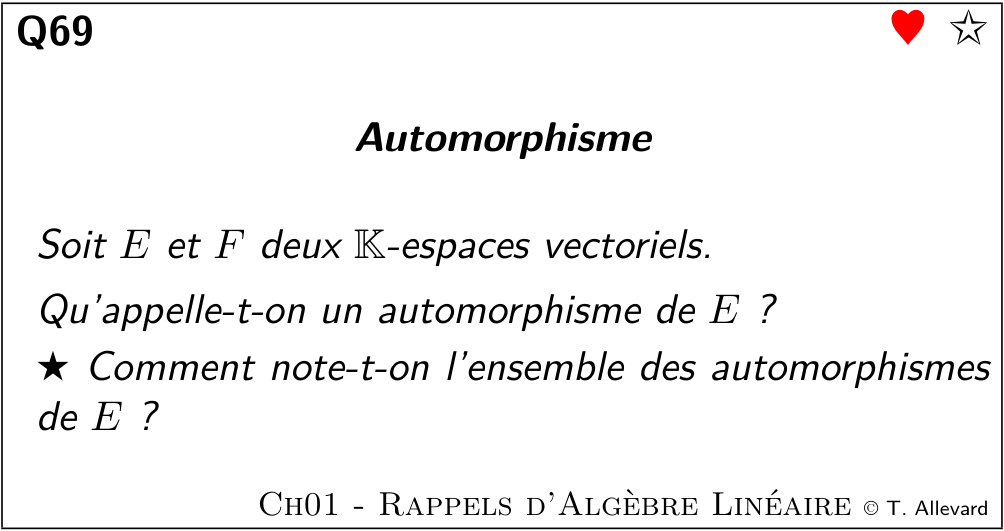 Q69 ♥ ☆
Automorphisme
Soit E et F deux 𝕂-espaces vectoriels.
Qu'appelle-t-on un automorphisme de E ?
★ Comment note-t-on l'ensemble des automorphismes
de E ?
Ch01 - Rappels d'Algèbre Linéaire © T. Allevard